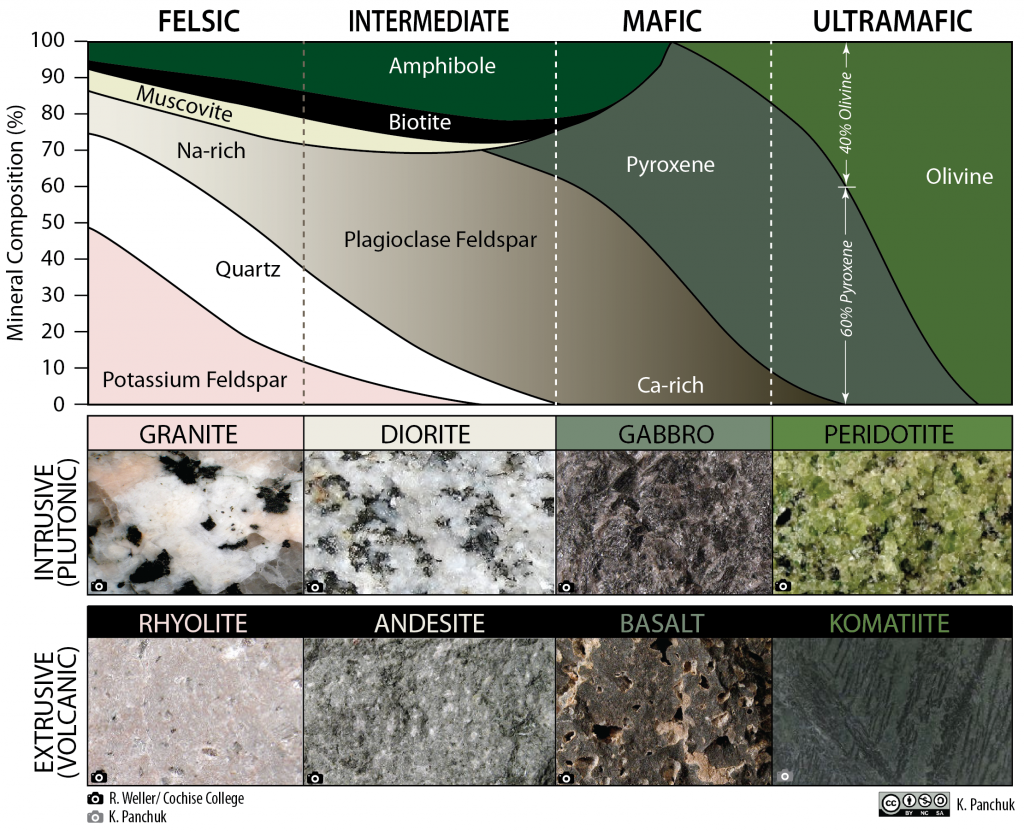 FELSIC INTERMEDIATE MAFIC ULTRAMAFIC
Mineral Composition (%)
100
90
80
70
60
50
40
30
20
10
0
Amphibole
Muscovite
Biotite
Na-rich
Pyroxene
Olivine
40% Olivine
Plagioclase Feldspar
Quartz
60% Pyroxene
Potassium Feldspar
Ca-rich
INTRUSIVE
(PLUTONIC)
GRANITE DIORITE GABBRO PERIDOTITE
EXTRUSIVE
(VOLCANIC)
RHYOLITE ANDESITE BASALT KOMATIITE
R. Weller/ Cochise College
K. Panchuk
CC BY NC SA
K. Panchuk